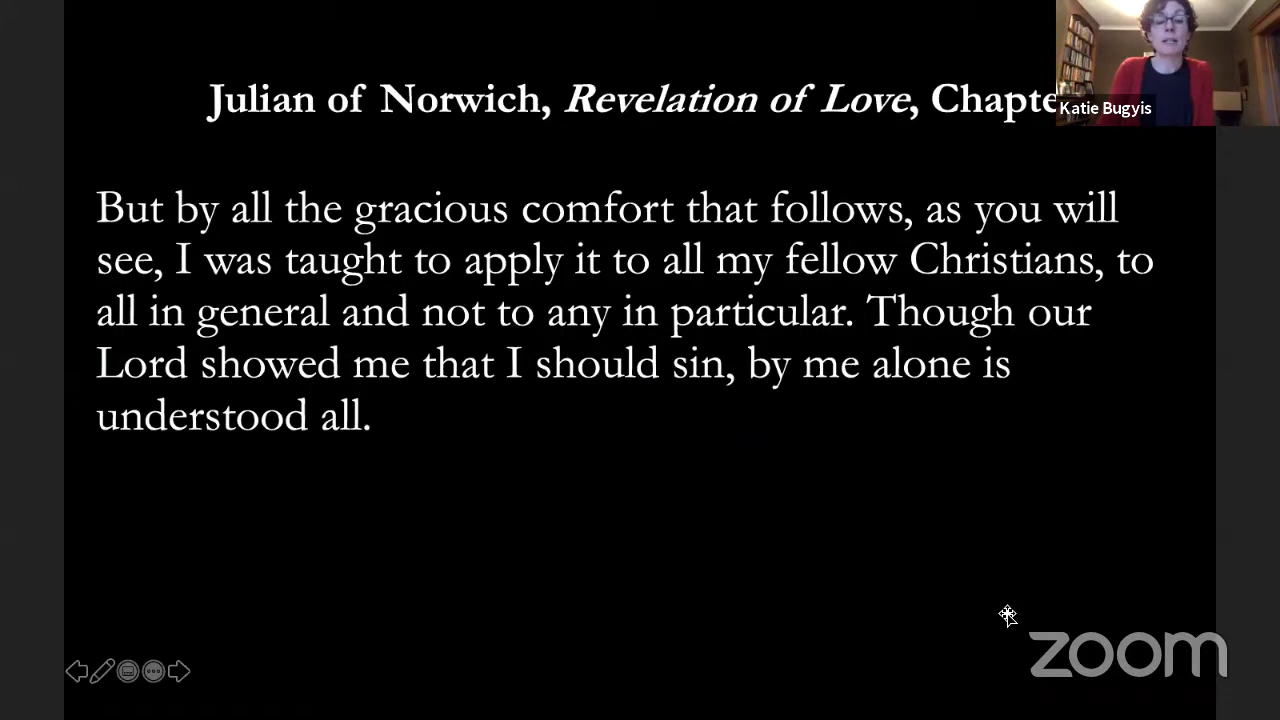 Julian of Norwich, Revelation of Love, Chapte
Katie Bugyis
But by all the gracious comfort that follows, as you will
see, I was taught to apply it to all my fellow Christians, to
all in general and not to any in particular. Though our
Lord showed me that I should sin, by me alone is
understood all.
zoom